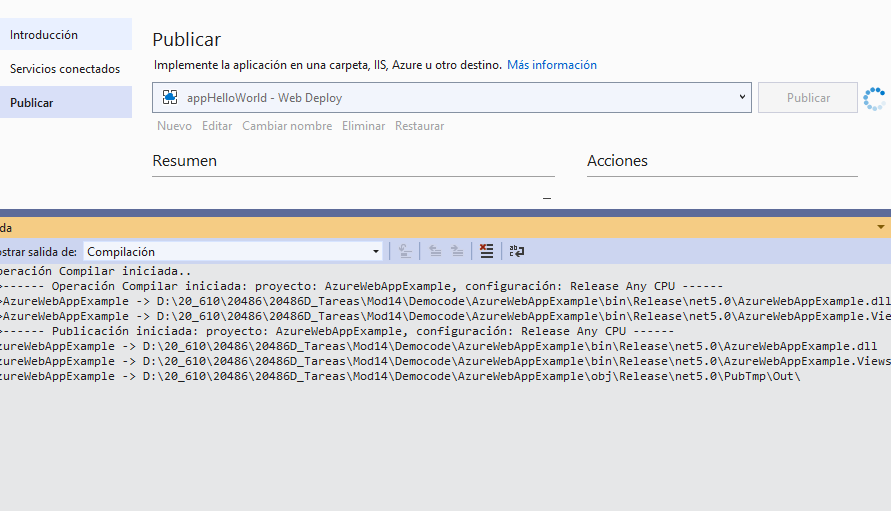 Introducción
Servicios conectados
Publicar
Publicar
Implemente la aplicación en una carpeta, IIS, Azure u otro destino. Más información
appHelloWorld - Web Deploy
Publicar
Nuevo Editar Cambiar nombre Eliminar Restaurar
Resumen
Acciones
da
ostrar salida de: Compilación
peración Compilar iniciada..
>------ Operación Compilar iniciada: proyecto: AzureWebAppExample, configuración: Release Any CPU ------
>AzureWebAppExample -> D:\20_610\20486\20486D_Tareas\Mod14\Democode\AzureWebAppExample\bin\Release\net5.0\AzureWebAppExample.dll
>AzureWebAppExample -> D:\20_610\20486\20486D_Tareas\Mod14\Democode\AzureWebAppExample\bin\Release\net5.0\AzureWebAppExample.Vie
>------ Publicación iniciada: proyecto: AzureWebAppExample, configuración: Release Any CPU ------
zureWebAppExample -> D:\20_610\20486\20486D_Tareas\Mod14\Democode\AzureWebAppExample\bin\Release\net5.0\AzureWebAppExample.dll
zureWebAppExample -> D:\20_610\20486\20486D_Tareas\Mod14\Democode\AzureWebAppExample\bin\Release\net5.0\AzureWebAppExample.Views
zureWebAppExample -> D:\20_610\20486\20486D_Tareas\Mod14\Democode\AzureWebAppExample\obj\Release\net5.0\PubTmp\Out\